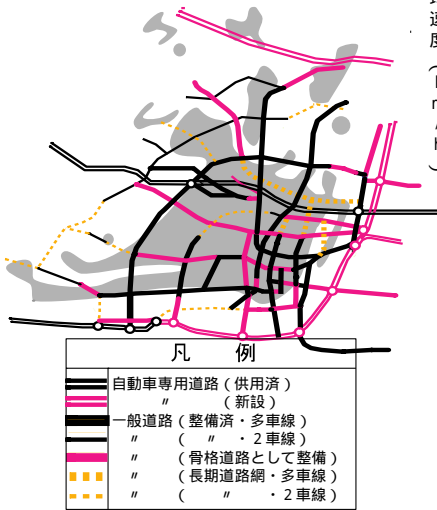 速
度
(
k
m
/
h
)
凡 例
自動車専用道路(供用済)
〃 (新設)
一般道路(整備済・多車線)
〃 ( 〃 ・2車線)
〃 (骨格道路として整備)
〃 (長期道路網・多車線)
〃 ( 〃 ・2車線)